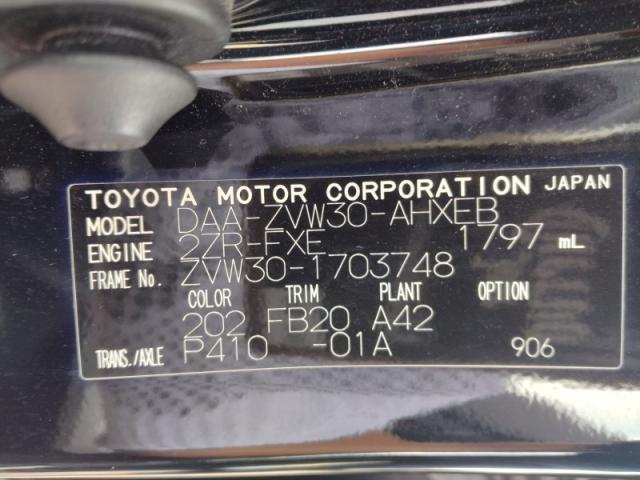 TOYOTA MOTOR CORPORATION JAPAN
MODEL DAA-ZVW30-AHXEB
ENGINE 2ZR-FXE 1797 mL
FRAME No. ZVW30-1703748
COLOR TRIM PLANT OPTION
202 FB20 A42
TRANS./AXLE P410 -01A 906